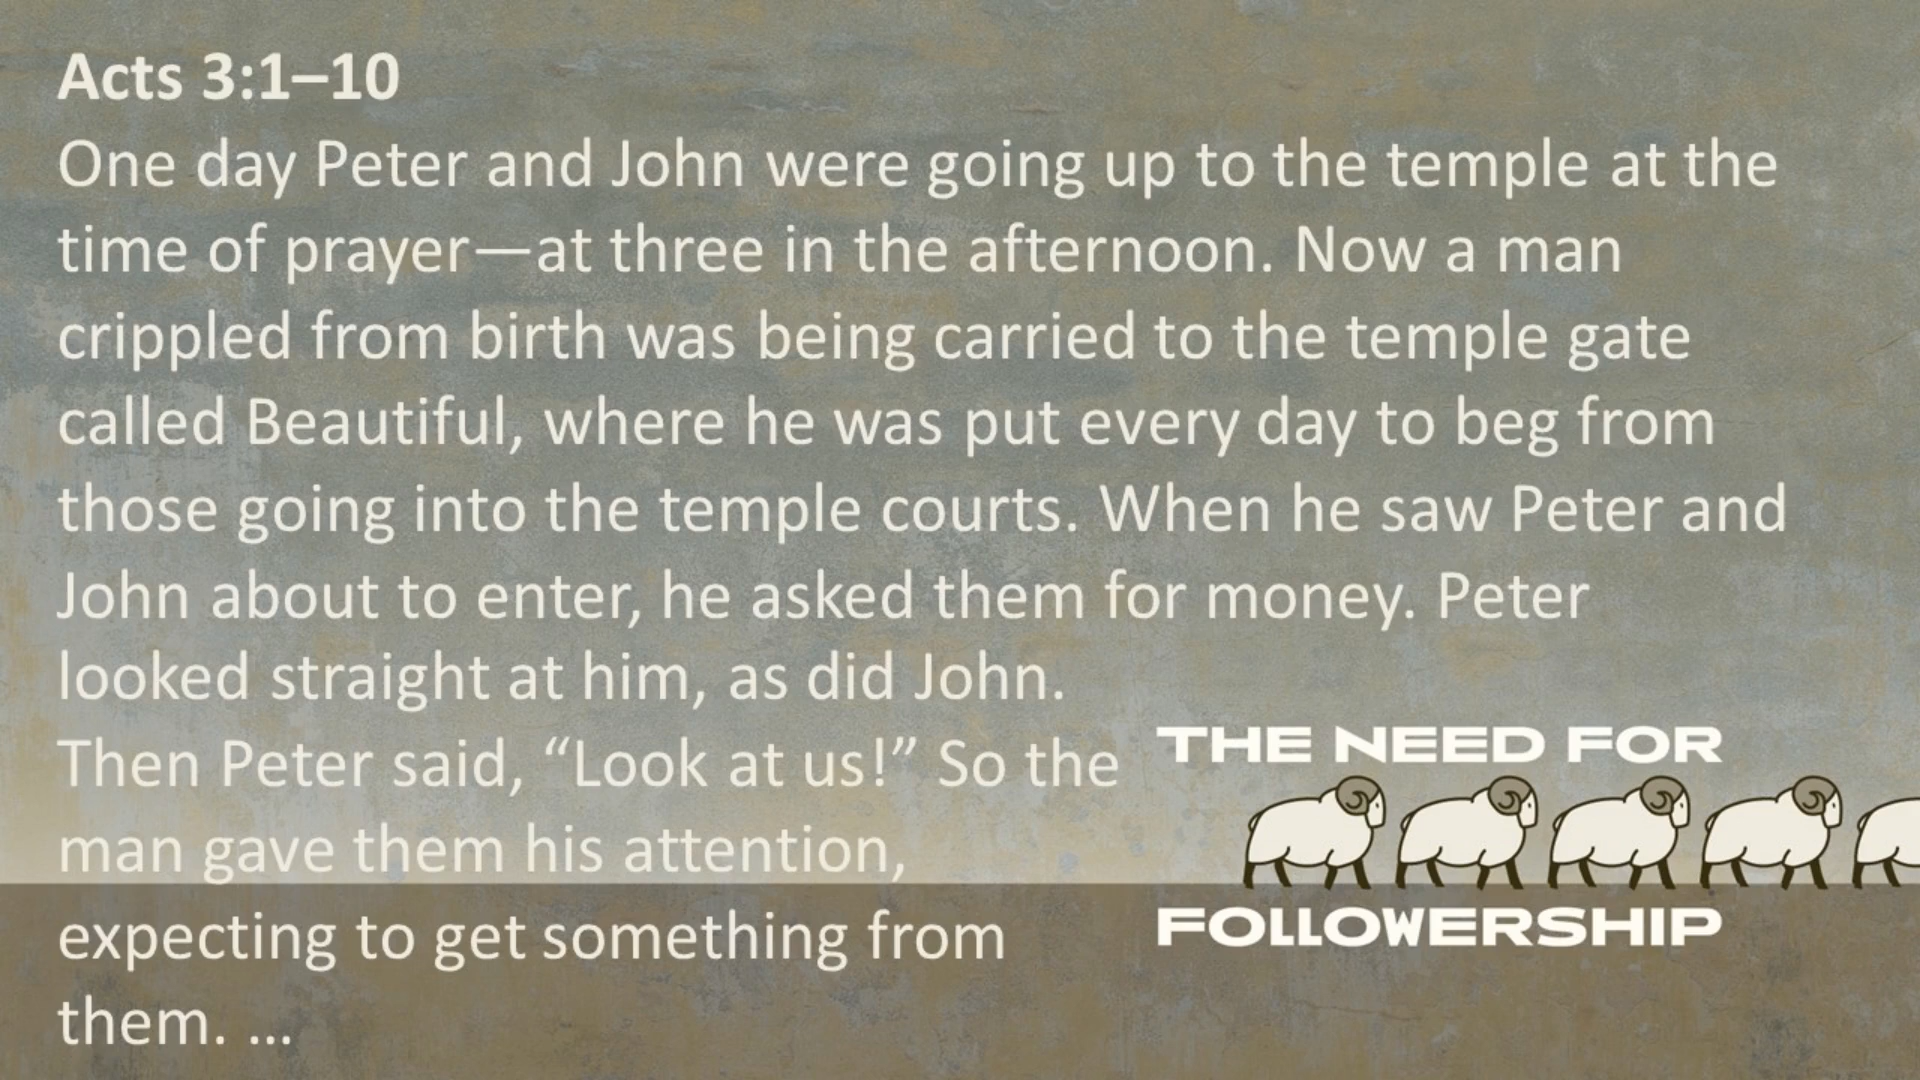 Acts 3:1–10
One day Peter and John were going up to the temple at the
time of prayer—at three in the afternoon. Now a man
crippled from birth was being carried to the temple gate
called Beautiful, where he was put every day to beg from
those going into the temple courts. When he saw Peter and
John about to enter, he asked them for money. Peter
looked straight at him, as did John.
Then Peter said, “Look at us!” So the
man gave them his attention,
expecting to get something from
them. …
THE NEED FOR
FOLLOWERSHIP